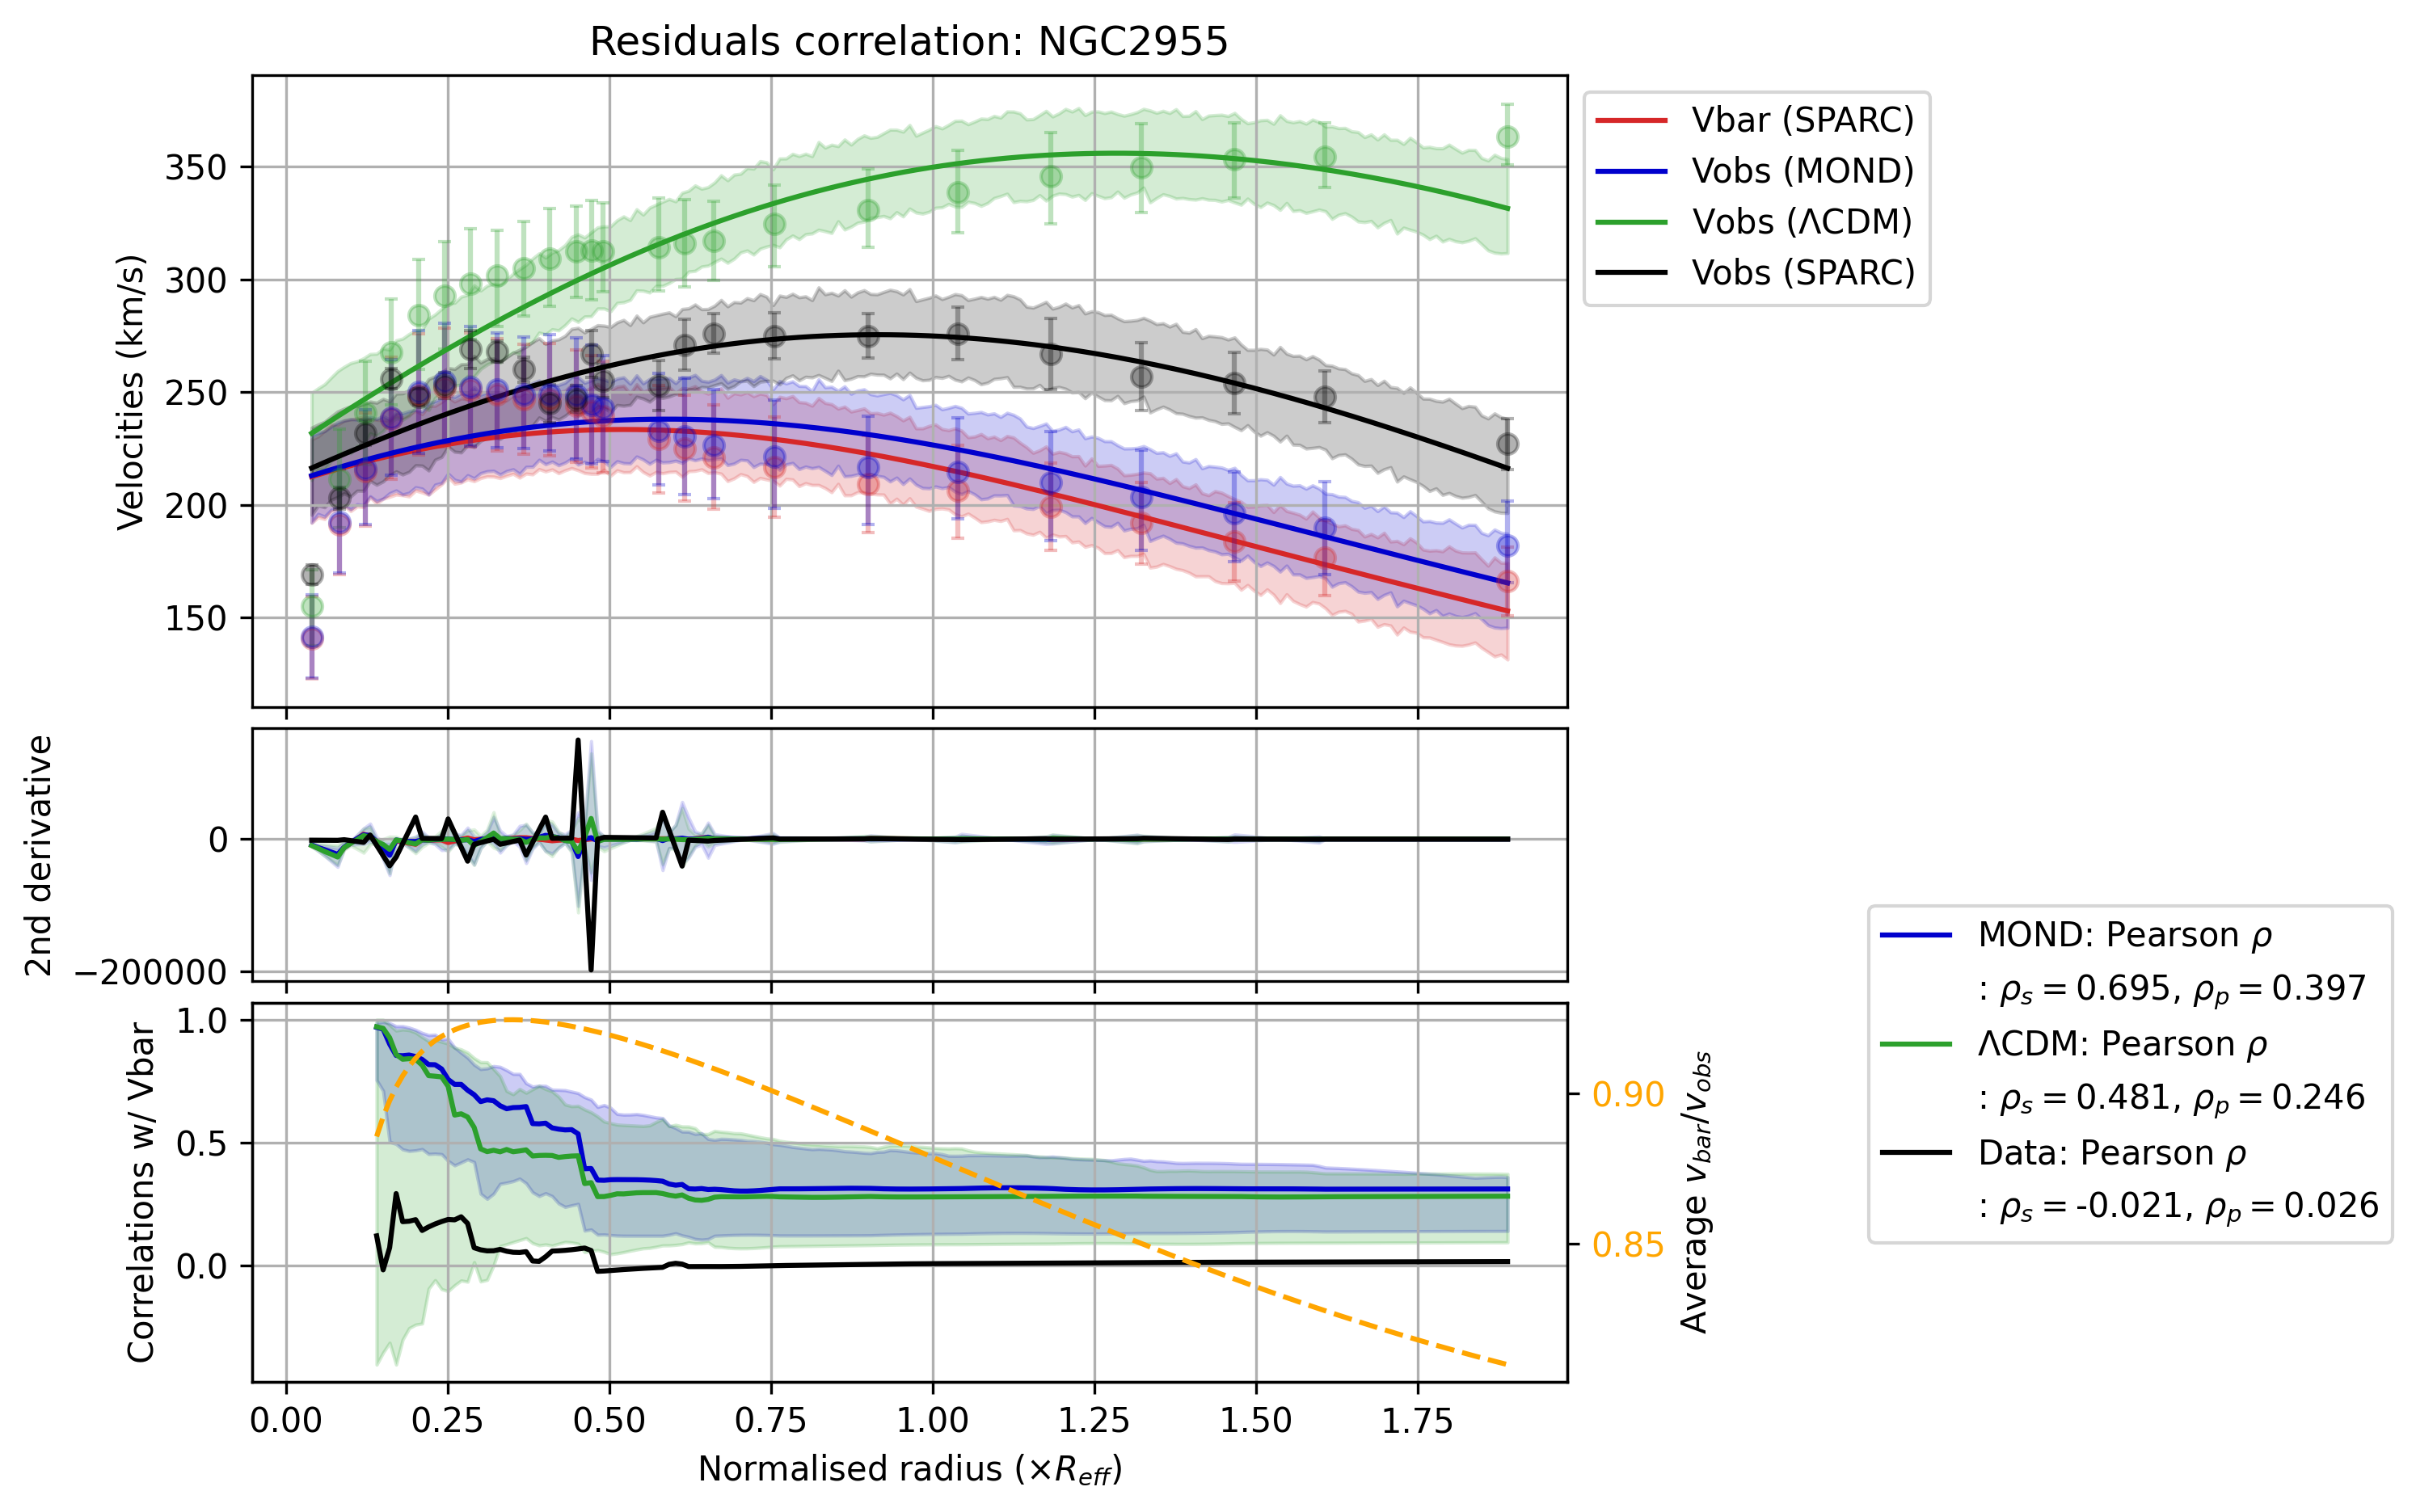 Residuals correlation: NGC2955
Velocities (km/s)
350
300
250
200
150
Vbar (SPARC)
Vobs (MOND)
Vobs (ΛCDM)
Vobs (SPARC)
2nd derivative
0
−200000
Correlations w/ Vbar
1.0
0.5
0.0
0.90
0.85
Average v_bar/v_obs
MOND: Pearson ρ
: ρ_s = 0.695, ρ_p = 0.397
ΛCDM: Pearson ρ
: ρ_s = 0.481, ρ_p = 0.246
Data: Pearson ρ
: ρ_s = -0.021, ρ_p = 0.026
0.00 0.25 0.50 0.75 1.00 1.25 1.50 1.75
Normalised radius (×R_eff)